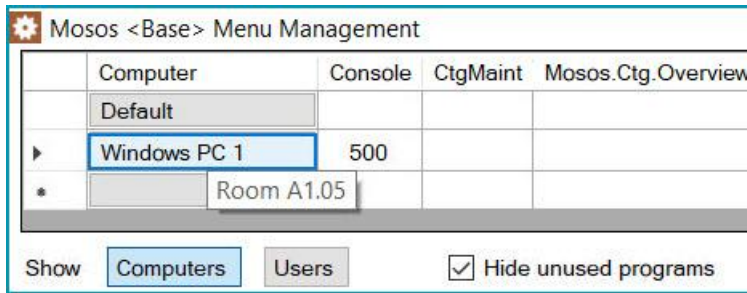 Mosos <Base> Menu Management
Computer Console CtgMaint Mosos.Ctg.Overview
Default
Windows PC 1 500
* Room A1.05
Show Computers Users Hide unused programs